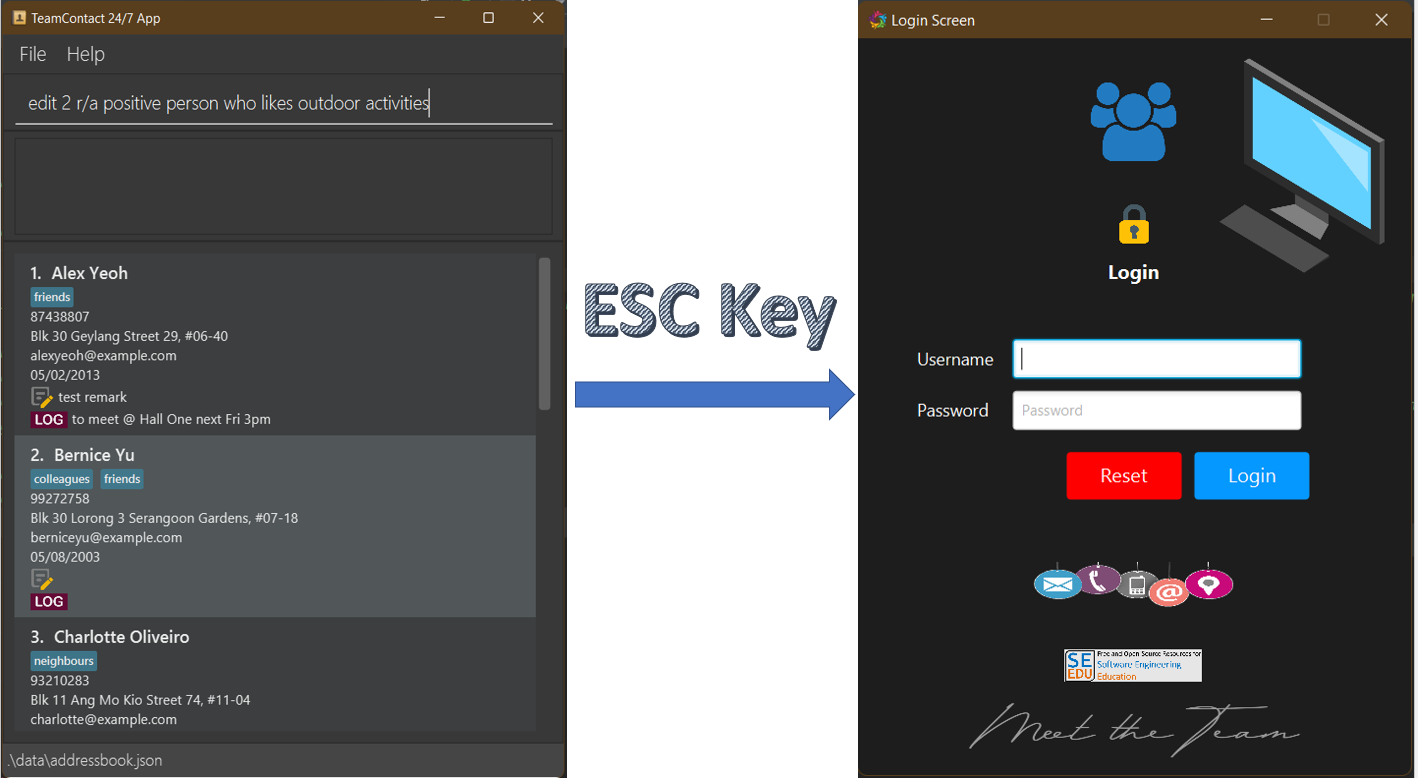 TeamContact 24/7 App
File Help
edit 2 r/a positive person who likes outdoor activities
1. Alex Yeoh
friends
87438807
Blk 30 Geylang Street 29, #06-40
alexyeoh@example.com
05/02/2013
test remark
LOG to meet @ Hall One next Fri 3pm
2. Bernice Yu
colleagues friends
99272758
Blk 30 Lorong 3 Serangoon Gardens, #07-18
berniceyu@example.com
05/08/2003
LOG
3. Charlotte Oliveiro
neighbours
93210283
Blk 11 Ang Mo Kio Street 74, #11-04
charlotte@example.com
.\data\addressbook.json
ESC Key
Login Screen
Login
Username
Password Password
Reset Login
@
SE EDU
Free and Open Source Resources for
Software Engineering
Education
Meet the Team